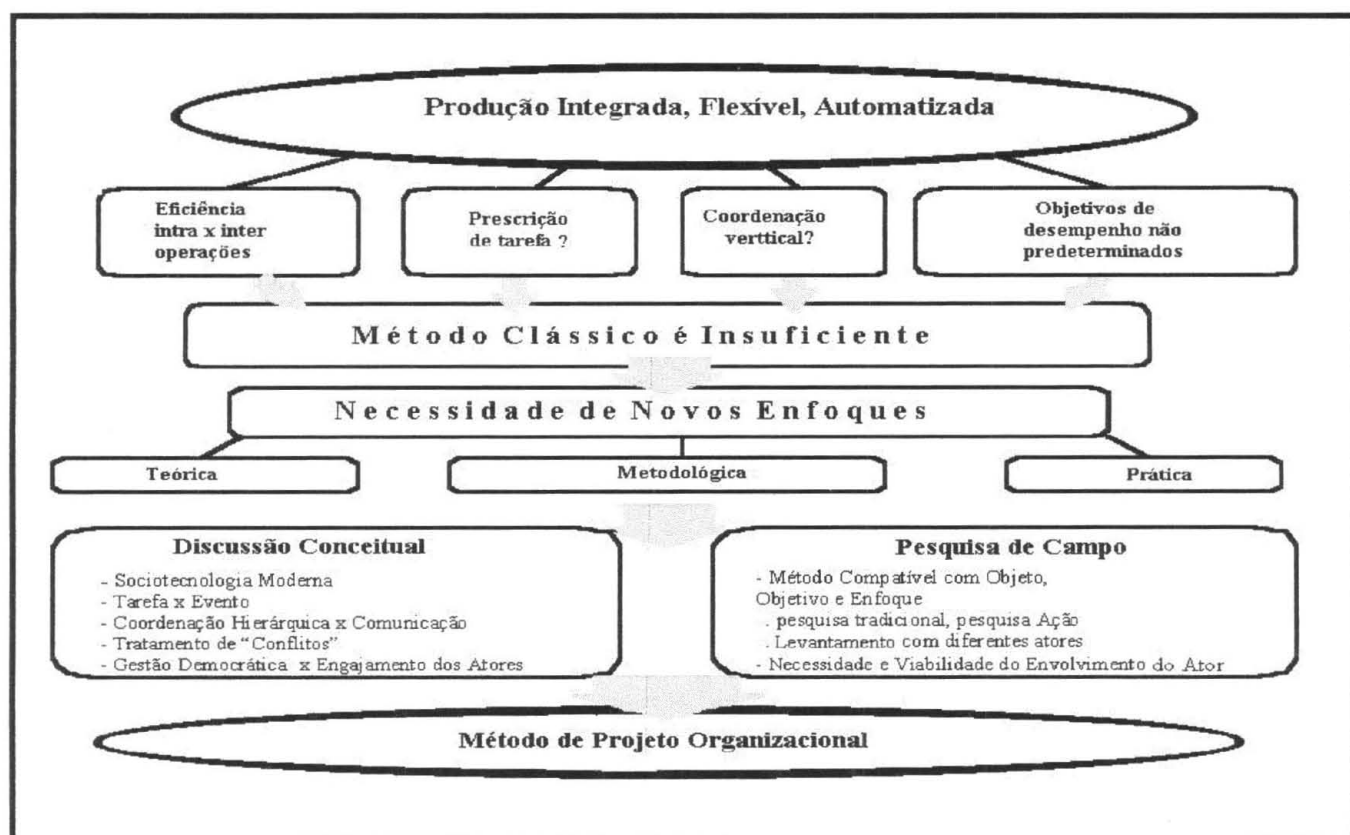 Produção Integrada, Flexível, Automatizada
Eficiência
intra x inter
operações
Prescrição
de tarefa ?
Coordenação
verttical?
Objetivos de
desempenho não
predeterminados
Método Clássico é Insuficiente
Necessidade de Novos Enfoques
Teórica
Metodológica
Prática
Discussão Conceitual
- Sociotecnologia Moderna
- Tarefa x Evento
- Coordenação Hierárquica x Comunicação
- Tratamento de “Conflitos”
- Gestão Democrática x Engajamento dos Atores
Pesquisa de Campo
- Método Compatível com Objeto,
Objetivo e Enfoque
. pesquisa tradicional, pesquisa Ação
. Levantamento com diferentes atores
- Necessidade e Viabilidade do Envolvimento do Ator
Método de Projeto Organizacional